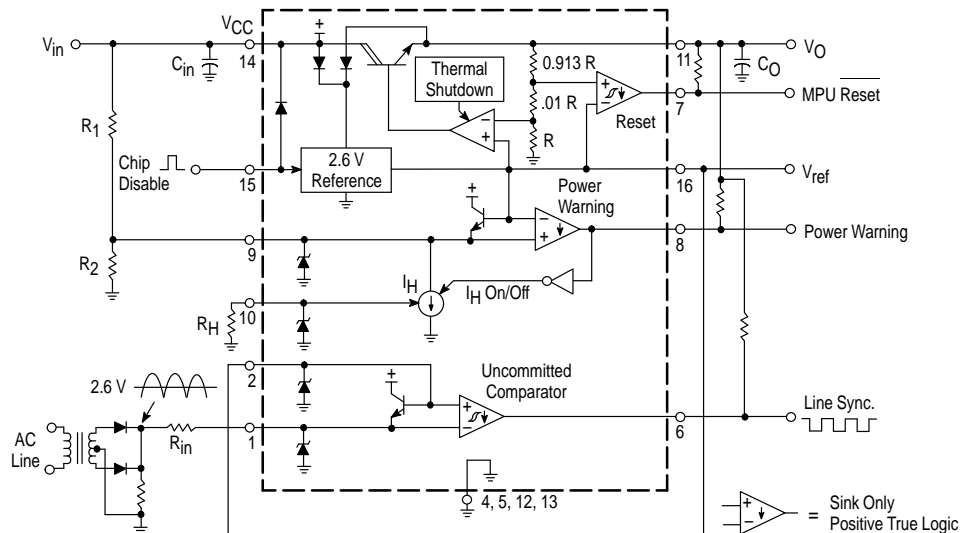 VCC
Vin
14
Cin
Thermal
Shutdown
0.913 R
.01 R
R
Reset
11
CO
VO
7
MPU Reset
R1
Chip
Disable
15
2.6 V
Reference
16
Vref
Power
Warning
8
Power Warning
R2
9
IH
IH On/Off
RH
10
2
2.6 V
Uncommitted
Comparator
AC
Line
Rin
1
6
Line Sync.
4, 5, 12, 13
= Sink Only
Positive True Logic
+
+
−
+
−
+
−
+
+
+
−
+
−